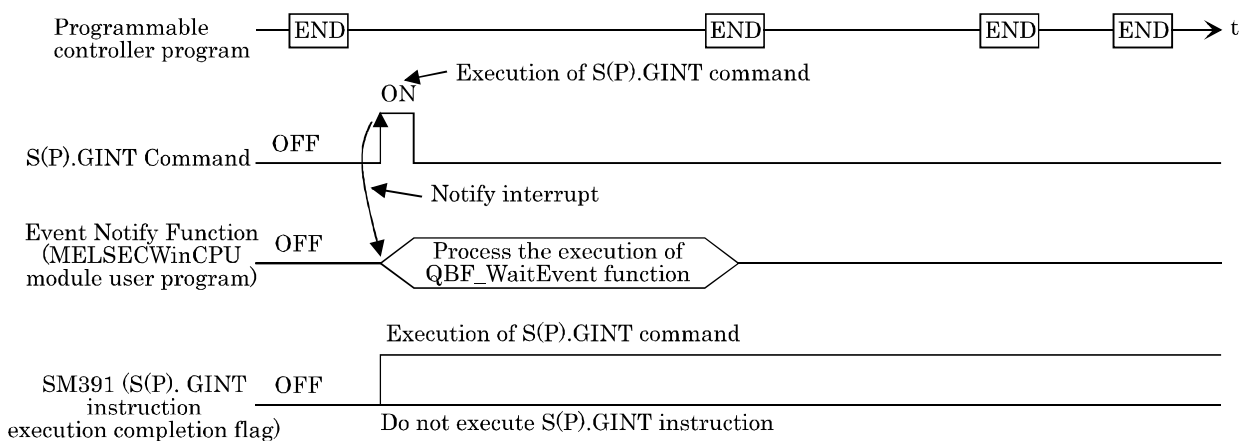 Programmable
controller program
END
END
END
END
t
Execution of S(P).GINT command
ON
OFF
S(P).GINT Command
Notify interrupt
Event Notify Function
(MELSECWinCPU
module user program)
OFF
Process the execution of
QBF_WaitEvent function
Execution of S(P).GINT command
SM391 (S(P). GINT
instruction
execution completion flag)
OFF
Do not execute S(P).GINT instruction